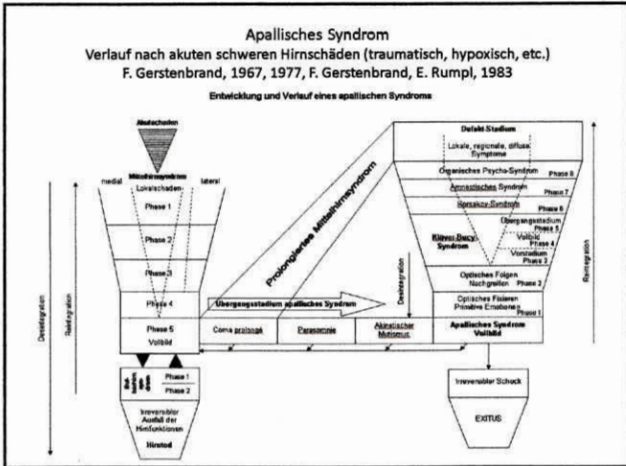 Apallisches Syndrom
Verlauf nach akuten schweren Hirnschäden (traumatisch, hypoxisch, etc.)
F. Gerstenbrand, 1967, 1977, F. Gerstenbrand, E. Rumpl, 1983
Entwicklung und Verlauf eines apallischen Syndroms
Akutschaden
Mittelhirnsyndrom
medial
Lokalschaden
lateral
Phase 1
Phase 2
Phase 3
Phase 4
Phase 5
Vollbild
Desintegration
Reintegration
Phase 1
Phase 2
Irreversibler
Ausfall der
Hirnfunktionen
Hirntod
Prolongiertes Mittelhirnsyndrom
Übergangsstadium apallisches Syndrom
Coma prolongé
Parasomnie
Akinetischer
Mutismus
Desintegration
Defekt-Stadium
Lokale, regionale, diffuse
Symptome
Organisches Psycho-Syndrom
Phase 8
Amnestisches Syndrom
Phase 7
Korsakov-Syndrom
Phase 6
Klüver-Bucy-
Syndrom
Übergangsstadium
Phase 5
Vollbild
Phase 4
Vorstadium
Phase 3
Optisches Folgen
Nachgreifen
Phase 2
Optisches Fixieren
Primitive Emotionen
Phase 1
Apallisches Syndrom
Vollbild
Reintegration
Irreversibler Schock
EXITUS